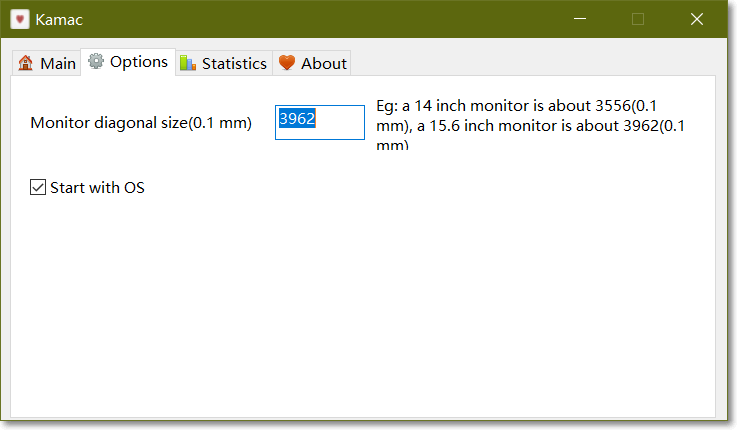 Kamac
Main Options Statistics About
Monitor diagonal size(0.1 mm)
3962
Eg: a 14 inch monitor is about 3556(0.1
mm), a 15.6 inch monitor is about 3962(0.1
mm)
Start with OS